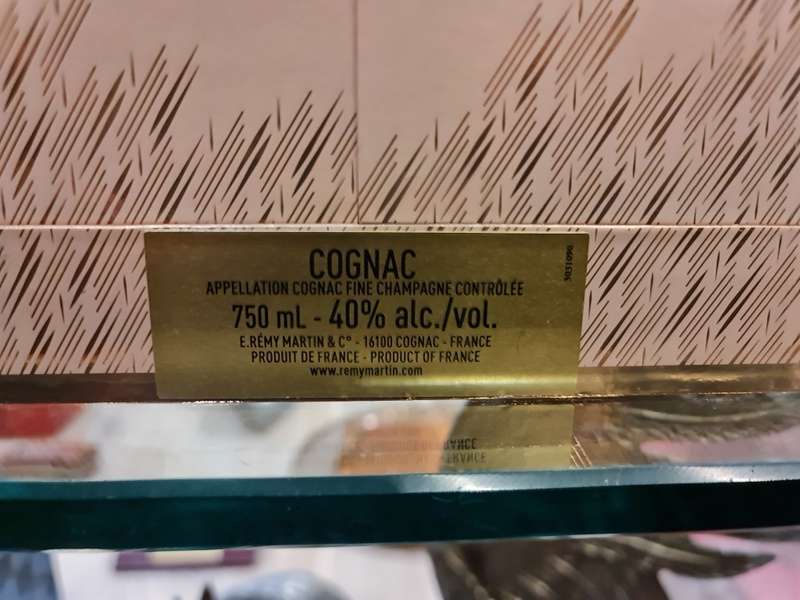 COGNAC
APPELLATION COGNAC FINE CHAMPAGNE CONTRÔLÉE
750 mL - 40% alc./vol.
E.RÉMY MARTIN & C° - 16100 COGNAC - FRANCE
PRODUIT DE FRANCE - PRODUCT OF FRANCE
www.remymartin.com